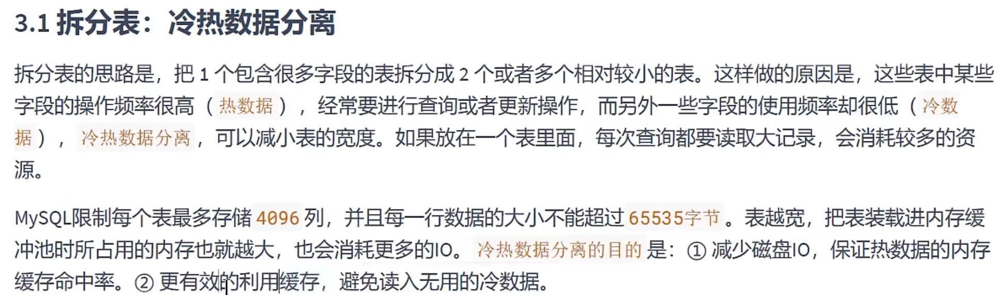 3.1 拆分表：冷热数据分离
拆分表的思路是，把 1 个包含很多字段的表拆分成 2 个或者多个相对较小的表。这样做的原因是，这些表中某些
字段的操作频率很高（ 热数据 ），经常要进行查询或者更新操作，而另外一些字段的使用频率却很低（ 冷数
据 ）， 冷热数据分离 ，可以减小表的宽度。如果放在一个表里面，每次查询都要读取大记录，会消耗较多的资
源。
MySQL限制每个表最多存储 4096 列，并且每一行数据的大小不能超过 65535字节 。表越宽，把表装载进内存缓
冲池时所占用的内存也就越大，也会消耗更多的IO。 冷热数据分离的目的 是：① 减少磁盘IO，保证热数据的内存
缓存命中率。② 更有效的利用缓存，避免读入无用的冷数据。